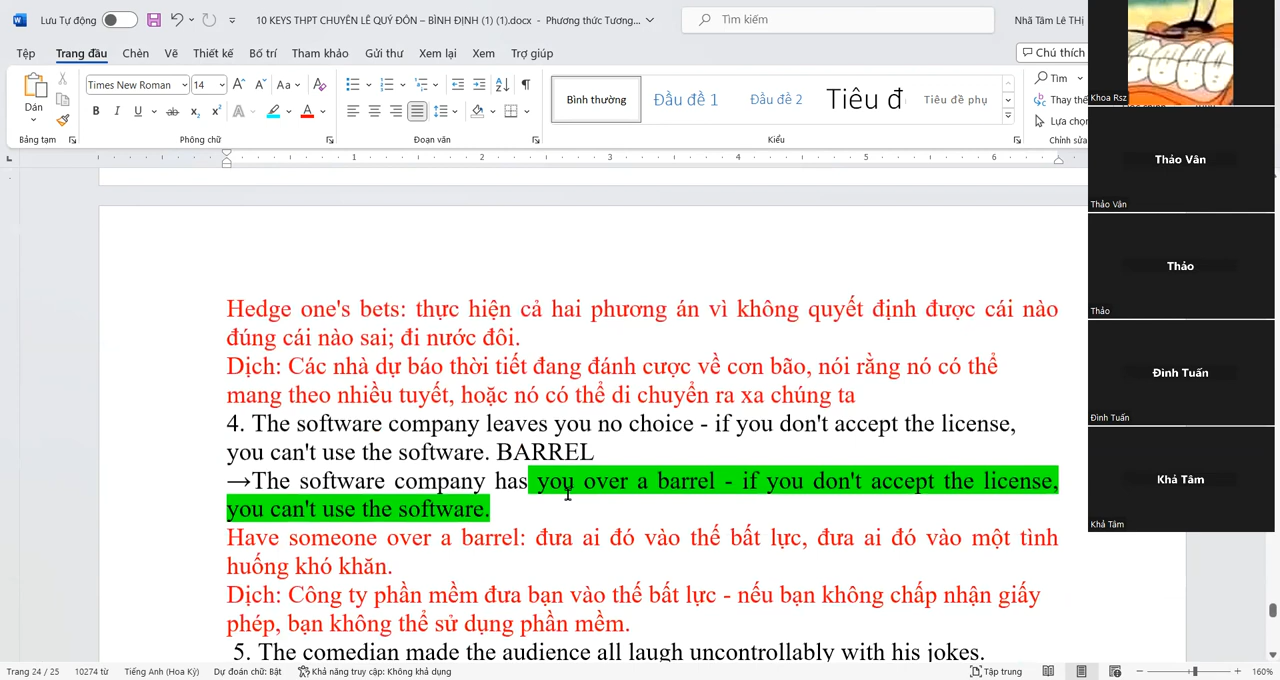 Lưu Tự động
10 KEYS THPT CHUYÊN LÊ QUÝ ĐÔN – BÌNH ĐỊNH (1) (1).docx - Phương thức Tương...
Tìm kiếm
Nhã Tâm Lê THị
Tệp Trang đầu Chèn Vẽ Thiết kế Bố trí Tham khảo Gửi thư Xem lại Xem Trợ giúp
Chú thích
Dán
Times New Roman 14
Bình thường
Đầu đề 1
Đầu đề 2
Tiêu đ
Tiêu đề phụ
Tìm
Thay thế
Lựa chọn
Bảng tạm
Phông chữ
Đoạn văn
Kiểu
Chỉnh sửa
1 2 3 4 5 6
Hedge one's bets: thực hiện cả hai phương án vì không quyết định được cái nào
đúng cái nào sai; đi nước đôi.
Dịch: Các nhà dự báo thời tiết đang đánh cược về cơn bão, nói rằng nó có thể
mang theo nhiều tuyết, hoặc nó có thể di chuyển ra xa chúng ta
4. The software company leaves you no choice - if you don't accept the license,
you can't use the software. BARREL
→The software company has you over a barrel - if you don't accept the license,
you can't use the software.
Have someone over a barrel: đưa ai đó vào thế bất lực, đưa ai đó vào một tình
huống khó khăn.
Dịch: Công ty phần mềm đưa bạn vào thế bất lực - nếu bạn không chấp nhận giấy
phép, bạn không thể sử dụng phần mềm.
5. The comedian made the audience all laugh uncontrollably with his jokes.
Khoa Rsz
Thảo Vân
Thảo Vân
Thảo
Thảo
Đình Tuấn
Đình Tuấn
Khả Tâm
Khả Tâm
Trang 24 / 25
10274 từ
Tiếng Anh (Hoa Kỳ)
Dự đoán chữ: Bật
Khả năng truy cập: Không khả dụng
Tập trung
160%